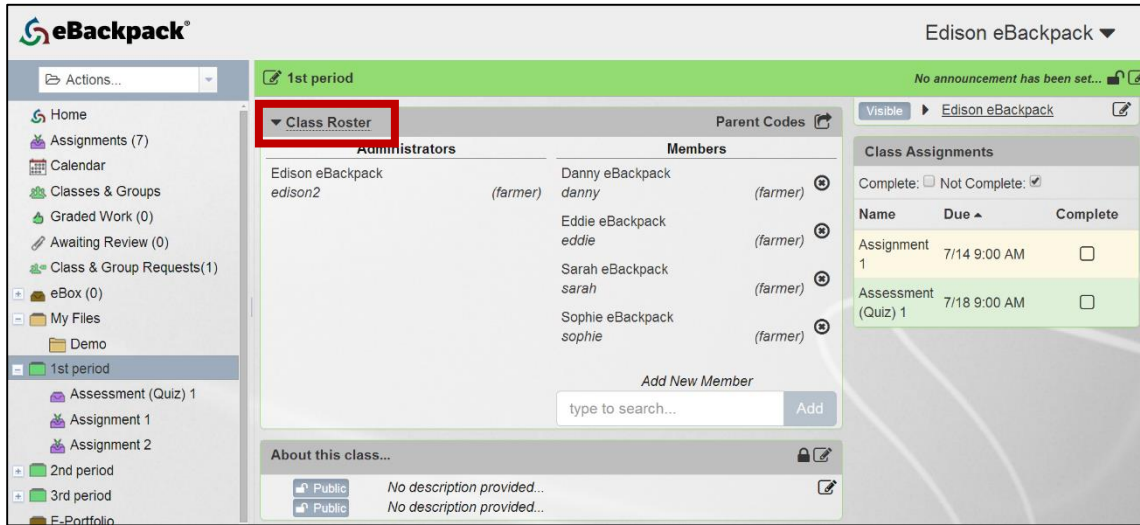 eBackpack®
Edison eBackpack
Actions...
Home
Assignments (7)
Calendar
Classes & Groups
Graded Work (0)
Awaiting Review (0)
Class & Group Requests(1)
eBox (0)
My Files
Demo
1st period
Assessment (Quiz) 1
Assignment 1
Assignment 2
2nd period
3rd period
E-Portfolio
1st period
No announcement has been set...
Class Roster
Parent Codes
Administrators
Edison eBackpack
edison2 (farmer)
Members
Danny eBackpack
danny (farmer)
Eddie eBackpack
eddie (farmer)
Sarah eBackpack
sarah (farmer)
Sophie eBackpack
sophie (farmer)
Add New Member
type to search... Add
About this class...
Public No description provided...
Public No description provided...
Visible Edison eBackpack
Class Assignments
Complete: Not Complete:
Name Due Complete
Assignment
1
7/14 9:00 AM
Assessment
(Quiz) 1
7/18 9:00 AM